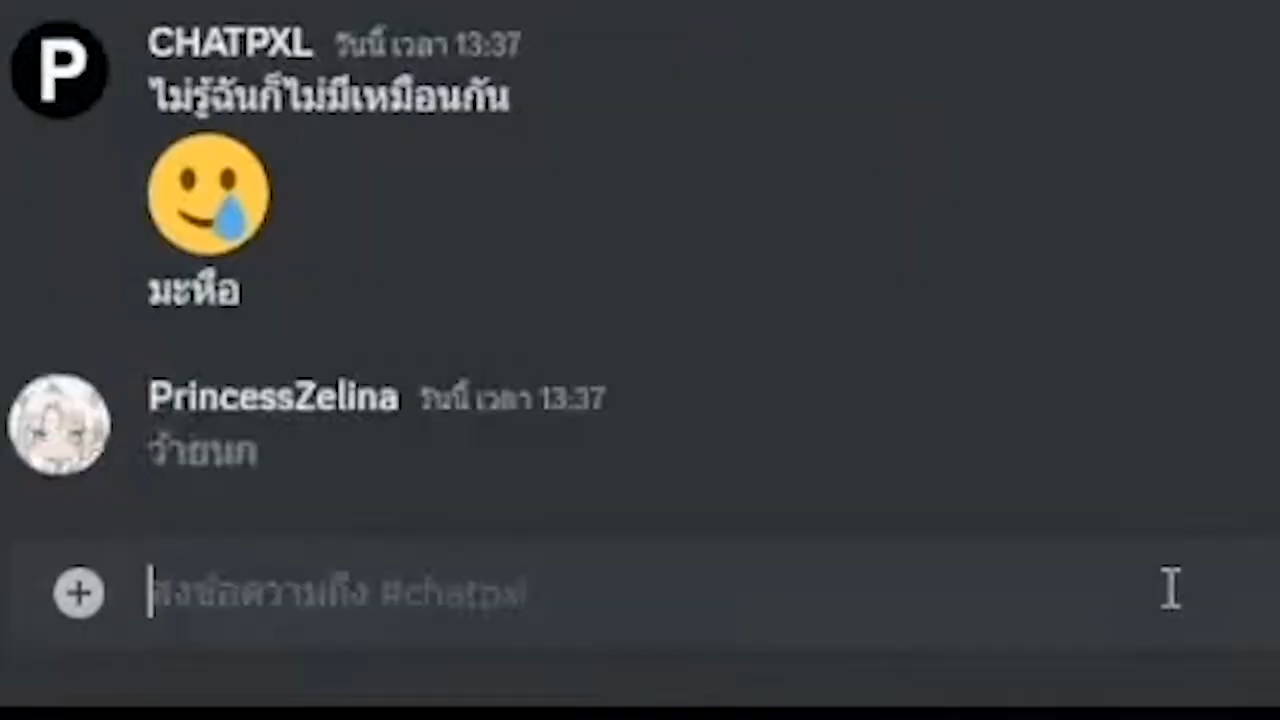 P
CHATPXL วันนี้ เวลา 13:37
ไม่รู้ฉันก็ไม่มีเหมือนกัน
มะหือ
PrincessZelina วันนี้ เวลา 13:37
ว้ายนก
ส่งข้อความถึง #chatpxl